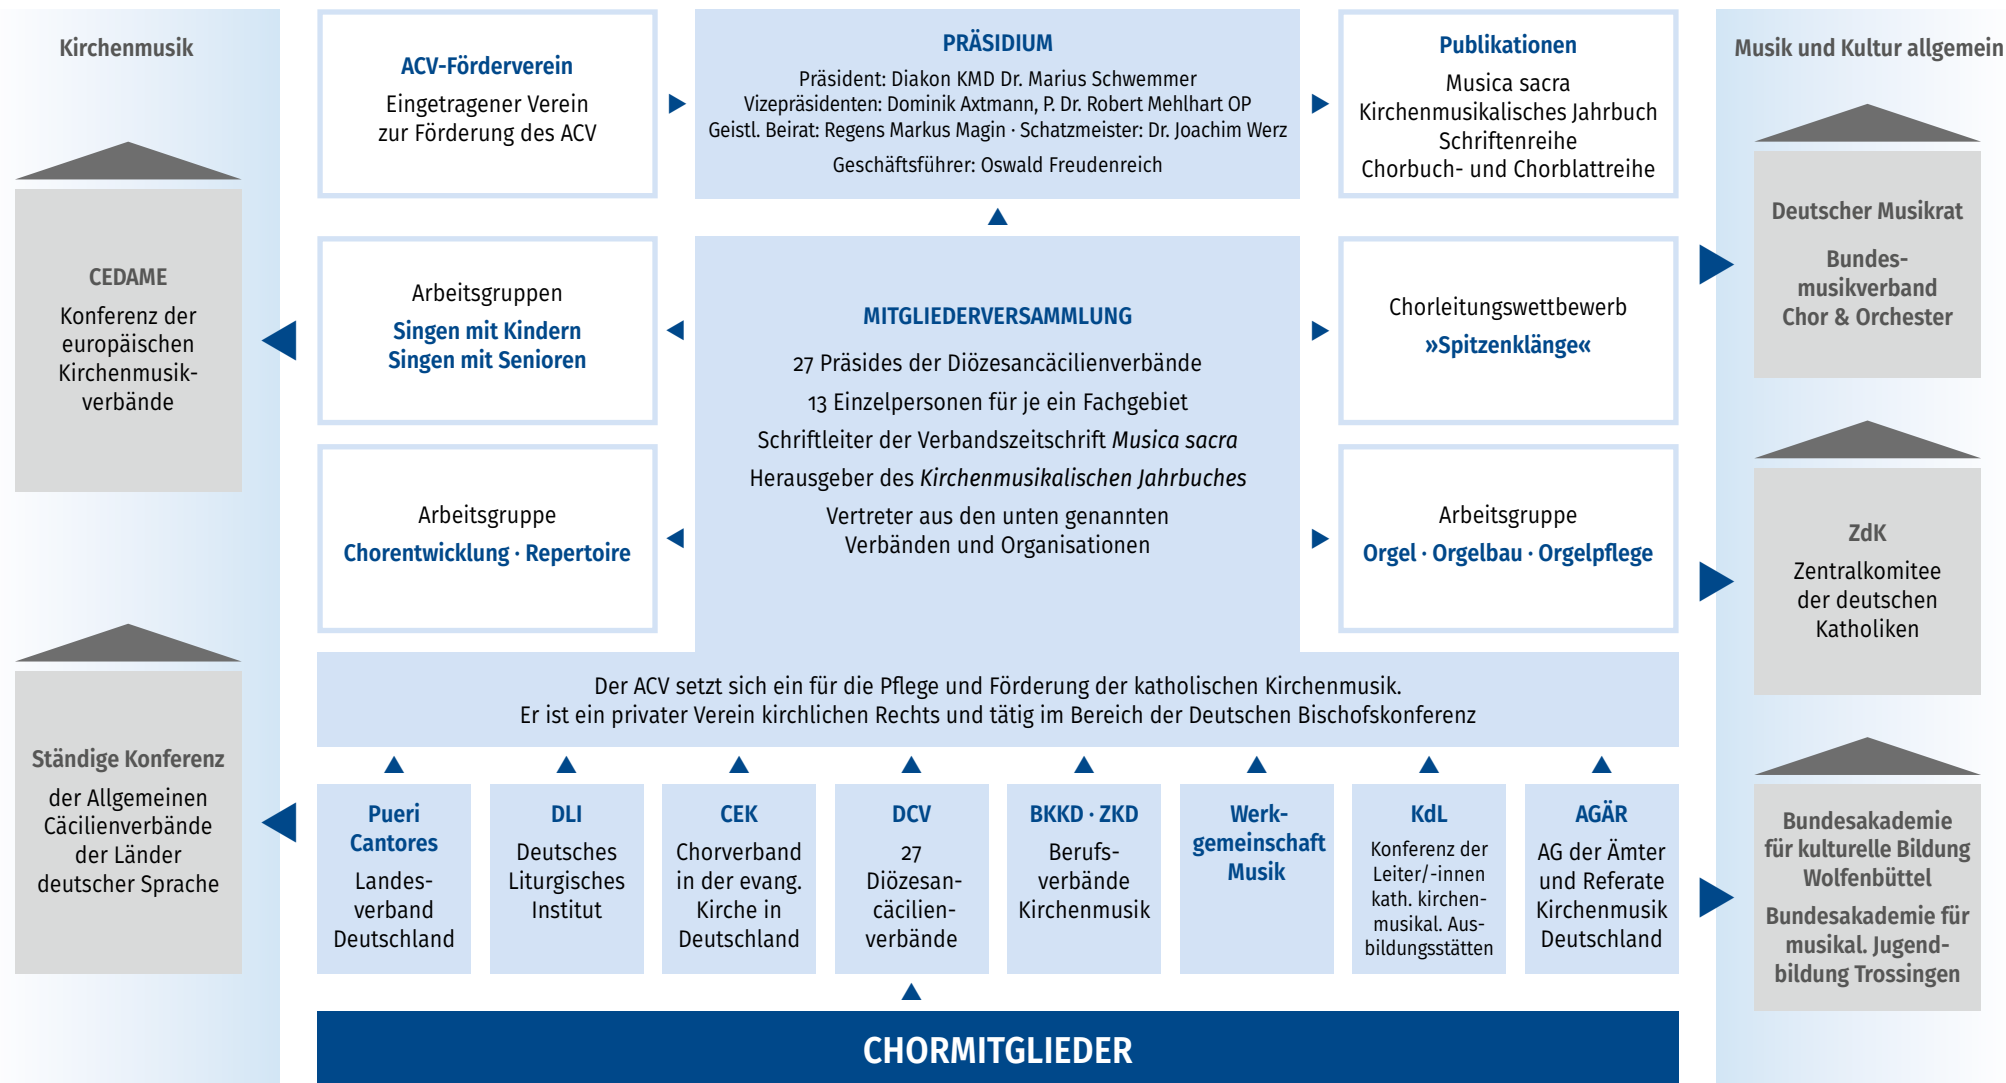 Kirchenmusik
CEDAME
Konferenz der
europäischen
Kirchenmusik-
verbände
Ständige Konferenz
der Allgemeinen
Cäcilienverbände
der Länder
deutscher Sprache
ACV-Förderverein
Eingetragener Verein
zur Förderung des ACV
PRÄSIDIUM
Präsident: Diakon KMD Dr. Marius Schwemmer
Vizepräsidenten: Dominik Axtmann, P. Dr. Robert Mehlhart OP
Geistl. Beirat: Regens Markus Magin · Schatzmeister: Dr. Joachim Werz
Geschäftsführer: Oswald Freudenreich
Publikationen
Musica sacra
Kirchenmusikalisches Jahrbuch
Schriftenreihe
Chorbuch- und Chorblattreihe
Arbeitsgruppen
Singen mit Kindern
Singen mit Senioren
MITGLIEDERVERSAMMLUNG
27 Präsides der Diözesancäcilienverbände
13 Einzelpersonen für je ein Fachgebiet
Schriftleiter der Verbandszeitschrift Musica sacra
Herausgeber des Kirchenmusikalischen Jahrbuches
Vertreter aus den unten genannten
Verbänden und Organisationen
Chorleitungswettbewerb
»Spitzenklänge«
Arbeitsgruppe
Chorentwicklung · Repertoire
Arbeitsgruppe
Orgel · Orgelbau · Orgelpflege
Der ACV setzt sich ein für die Pflege und Förderung der katholischen Kirchenmusik.
Er ist ein privater Verein kirchlichen Rechts und tätig im Bereich der Deutschen Bischofskonferenz
Pueri
Cantores
Landes-
verband
Deutschland
DLI
Deutsches
Liturgisches
Institut
CEK
Chorverband
in der evang.
Kirche in
Deutschland
DCV
27
Diözesan-
cäcilien-
verbände
BKKD · ZKD
Berufs-
verbände
Kirchenmusik
Werk-
gemeinschaft
Musik
KdL
Konferenz der
Leiter/-innen
kath. kirchen-
musikal. Aus-
bildungsstätten
AGÄR
AG der Ämter
und Referate
Kirchenmusik
Deutschland
CHORMITGLIEDER
Musik und Kultur allgemein
Deutscher Musikrat
Bundes-
musikverband
Chor & Orchester
ZdK
Zentralkomitee
der deutschen
Katholiken
Bundesakademie
für kulturelle Bildung
Wolfenbüttel
Bundesakademie für
musikal. Jugend-
bildung Trossingen